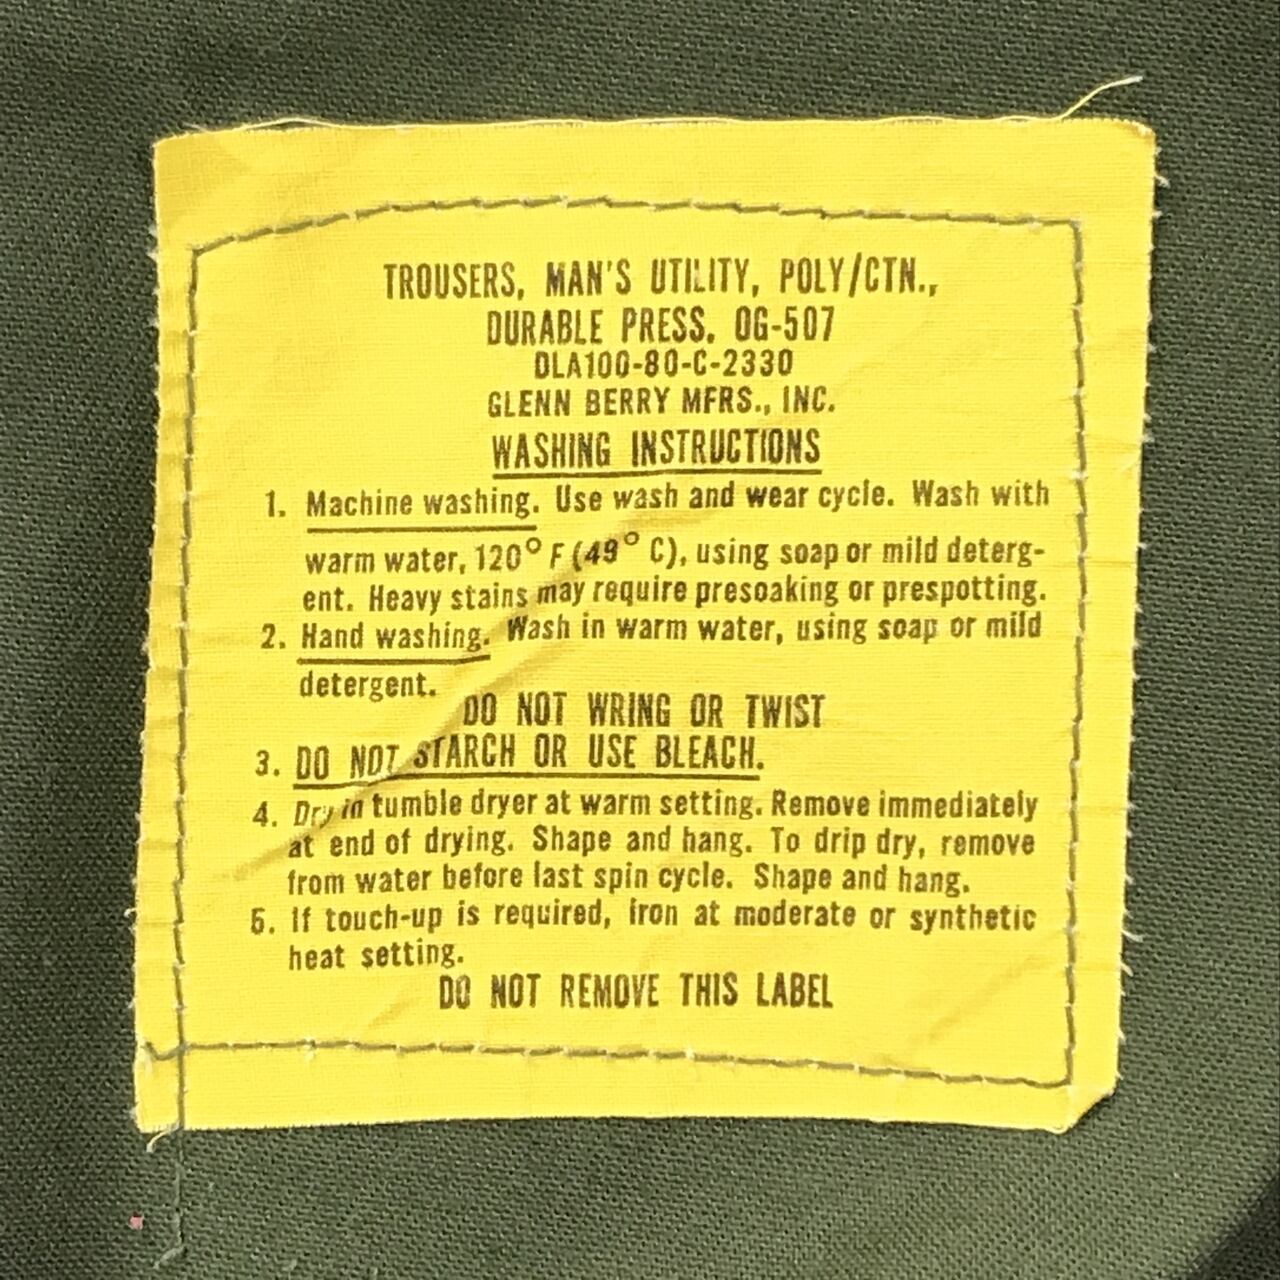 TROUSERS, MAN'S UTILITY, POLY/CTN.,
DURABLE PRESS, OG-507
DLA100-80-C-2330
GLENN BERRY MFRS., INC.
WASHING INSTRUCTIONS
1. Machine washing. Use wash and wear cycle. Wash with
warm water, 120° F (49° C), using soap or mild deterg-
ent. Heavy stains may require presoaking or prespotting.
2. Hand washing. Wash in warm water, using soap or mild
detergent.
DO NOT WRING OR TWIST
3. DO NOT STARCH OR USE BLEACH.
4. Dry in tumble dryer at warm setting. Remove immediately
at end of drying. Shape and hang. To drip dry, remove
from water before last spin cycle. Shape and hang.
5. If touch-up is required, iron at moderate or synthetic
heat setting.
DO NOT REMOVE THIS LABEL